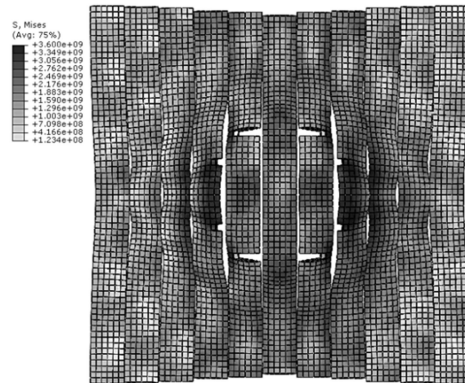 S, Mises
(Avg: 75%)
+3.600e+09
+3.349e+09
+3.056e+09
+2.762e+09
+2.469e+09
+2.176e+09
+1.883e+09
+1.590e+09
+1.296e+09
+1.003e+09
+7.098e+08
+4.166e+08
+1.234e+08